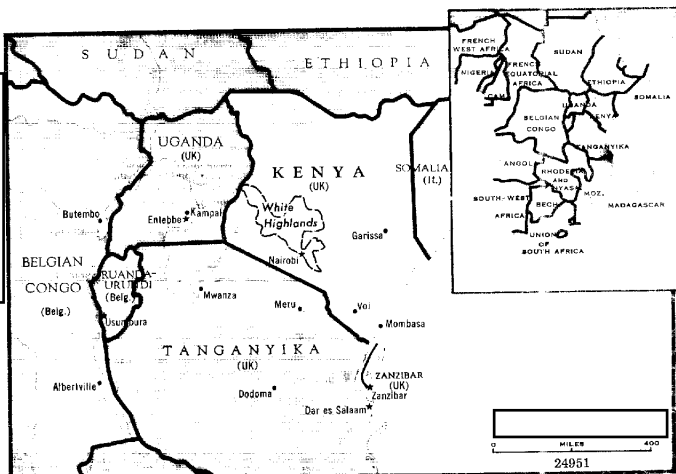 SUDAN
ETHIOPIA
UGANDA
(UK)
KENYA
(UK)
SOMALIA
(It.)
White
Highlands
Butembo
Entebbe
Kampala
Garissa
Nairobi
BELGIAN
CONGO
(Belg.)
RUANDA-
URUNDI
(Belg.)
Usumbura
Mwanza
Meru
Voi
Mombasa
TANGANYIKA
(UK)
ZANZIBAR
(UK)
Zanzibar
Albertville
Dodoma
Dar es Salaam
FRENCH
WEST AFRICA
NIGERIA
FRENCH
EQUATORIAL
AFRICA
CAM
SUDAN
ETHIOPIA
SOMALIA
UGANDA
KENYA
BELGIAN
CONGO
TANGANYIKA
ANGOL
RHODESIA
AND
NYASA
MOZ.
SOUTH-WEST
AFRICA
BECH
MADAGASCAR
UNION
OF
SOUTH AFRICA
0 MILES 400
24951